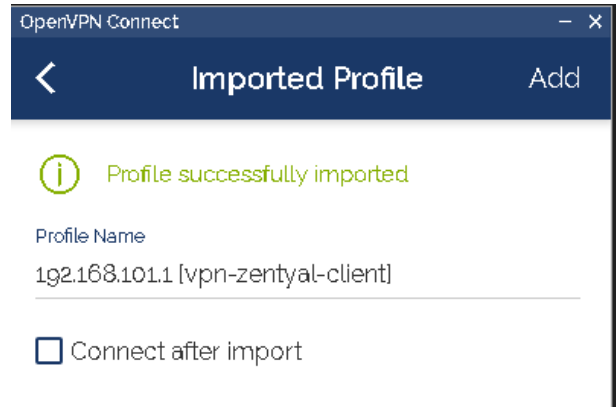 OpenVPN Connect
Imported Profile Add
Profile successfully imported
Profile Name
192.168.101.1 [vpn-zentyal-client]
Connect after import